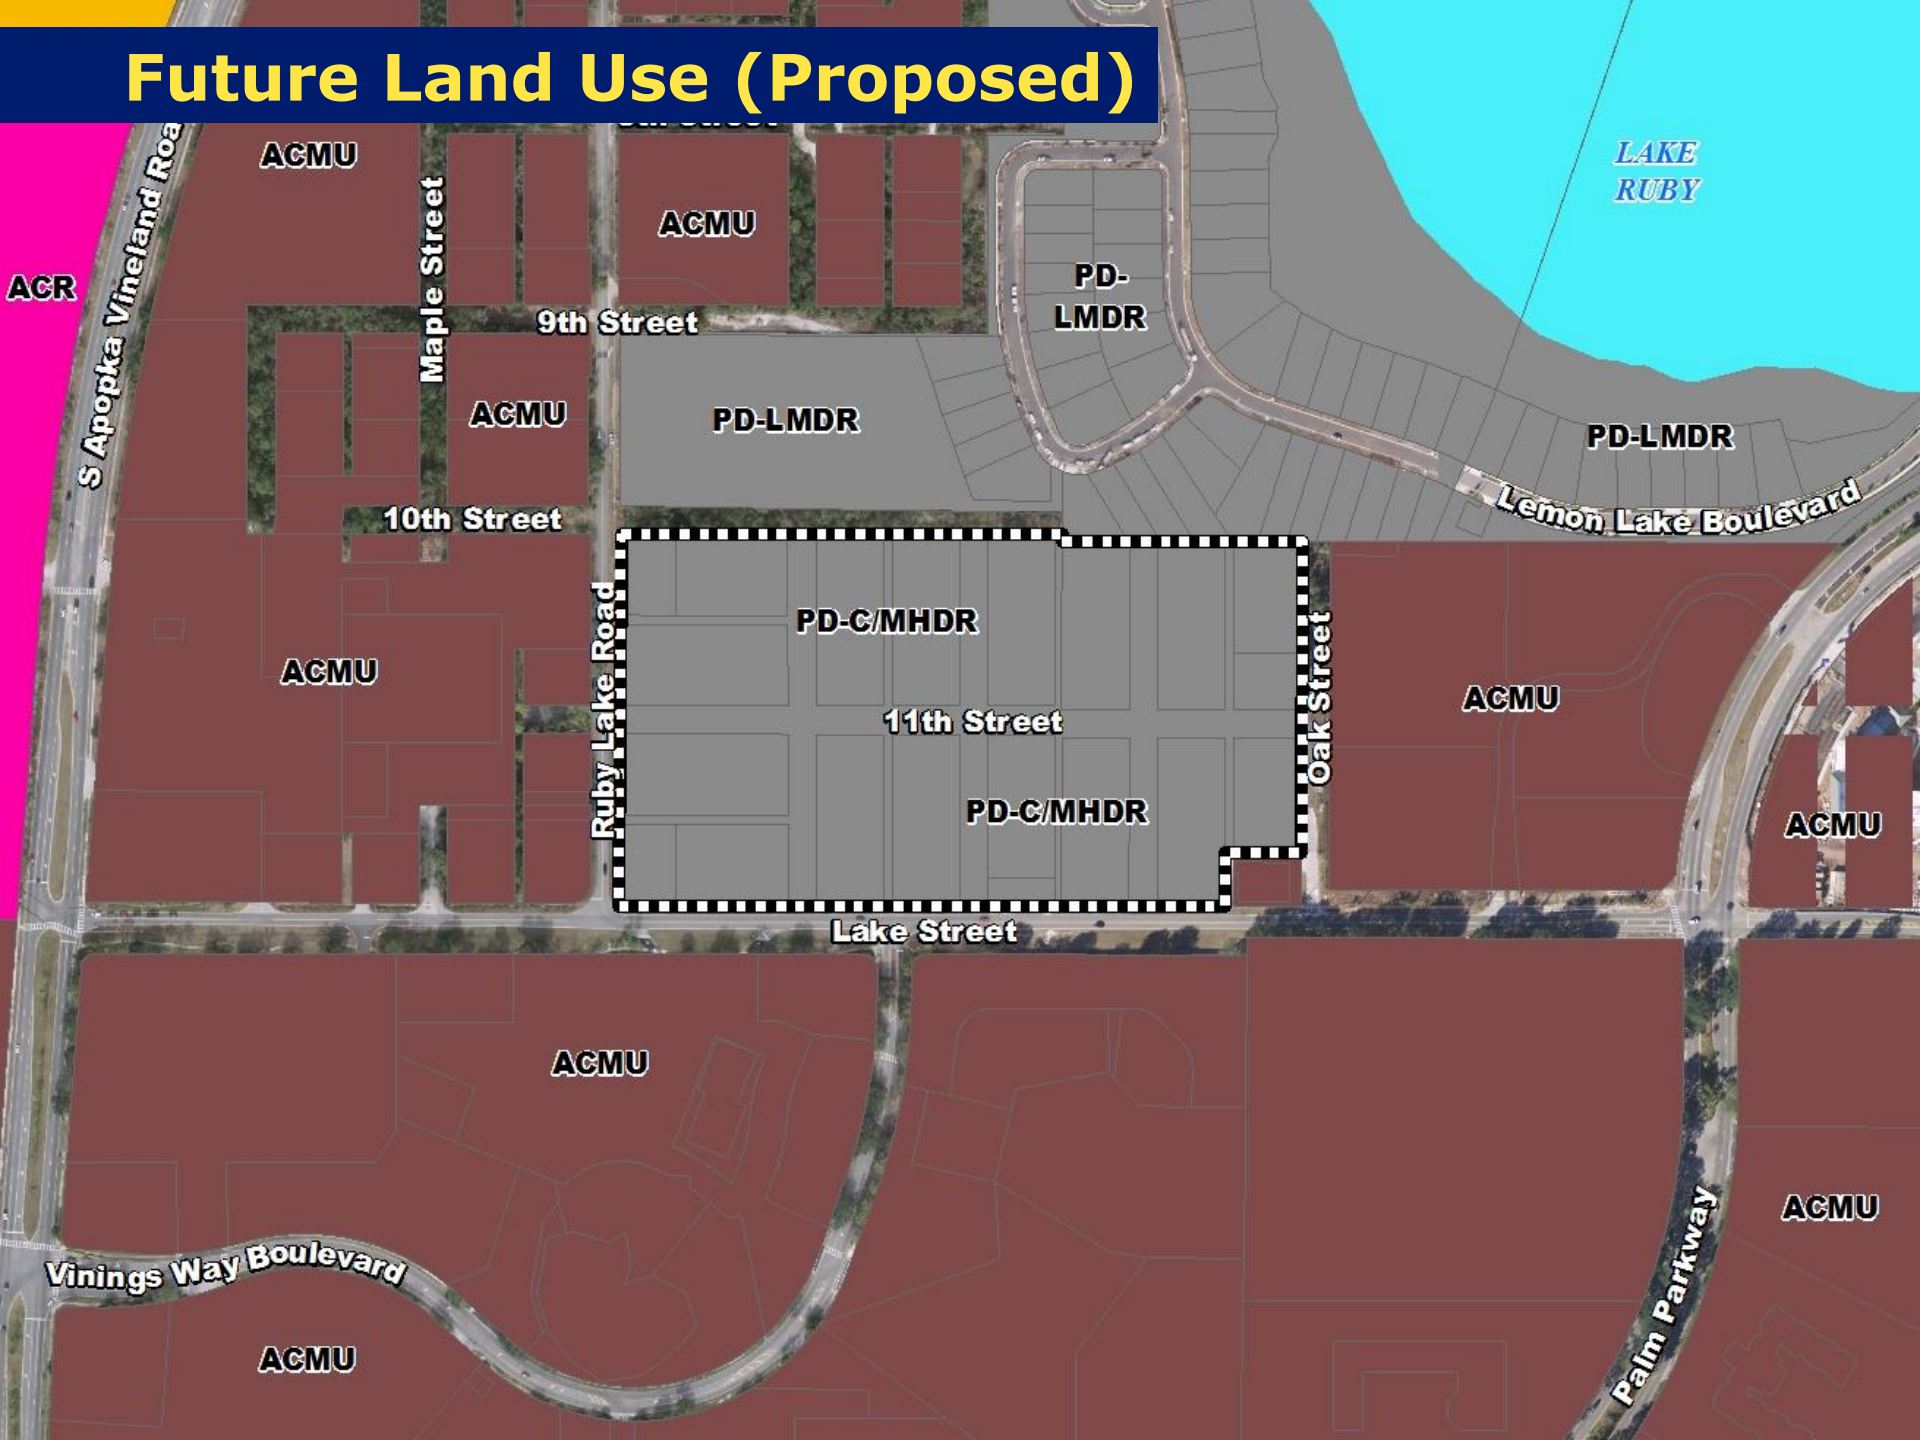 Future Land Use (Proposed)
ACMU
LAKE
RUBY
ACMU
ACR
S Apopka Vineland Roa
Maple Street
PD-
LMDR
9th Street
ACMU
PD-LMDR
PD-LMDR
Lemon Lake Boulevard
10th Street
Ruby Lake Road
PD-C/MHDR
Oak Street
ACMU
ACMU
11th Street
PD-C/MHDR
ACMU
Lake Street
ACMU
ACMU
Vinings Way Boulevard
Palm Parkway
ACMU